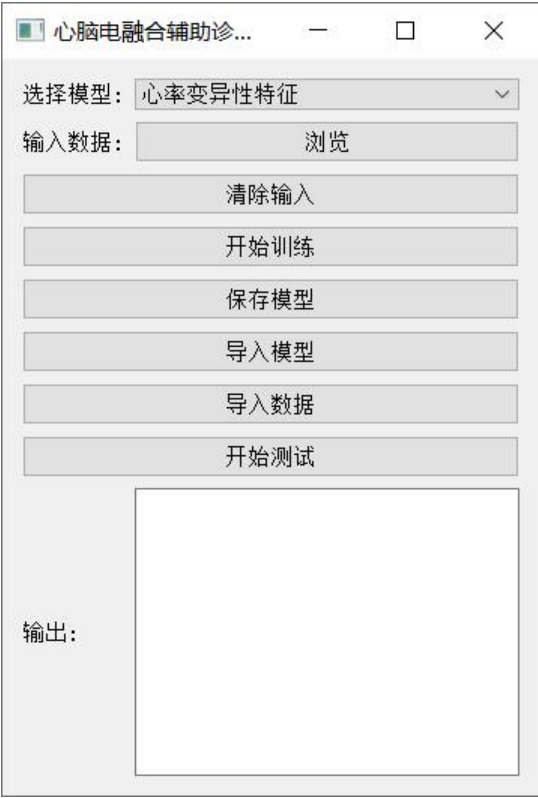 心脑电融合辅助诊...
选择模型: 心率变异性特征
输入数据: 浏览
清除输入
开始训练
保存模型
导入模型
导入数据
开始测试
输出: